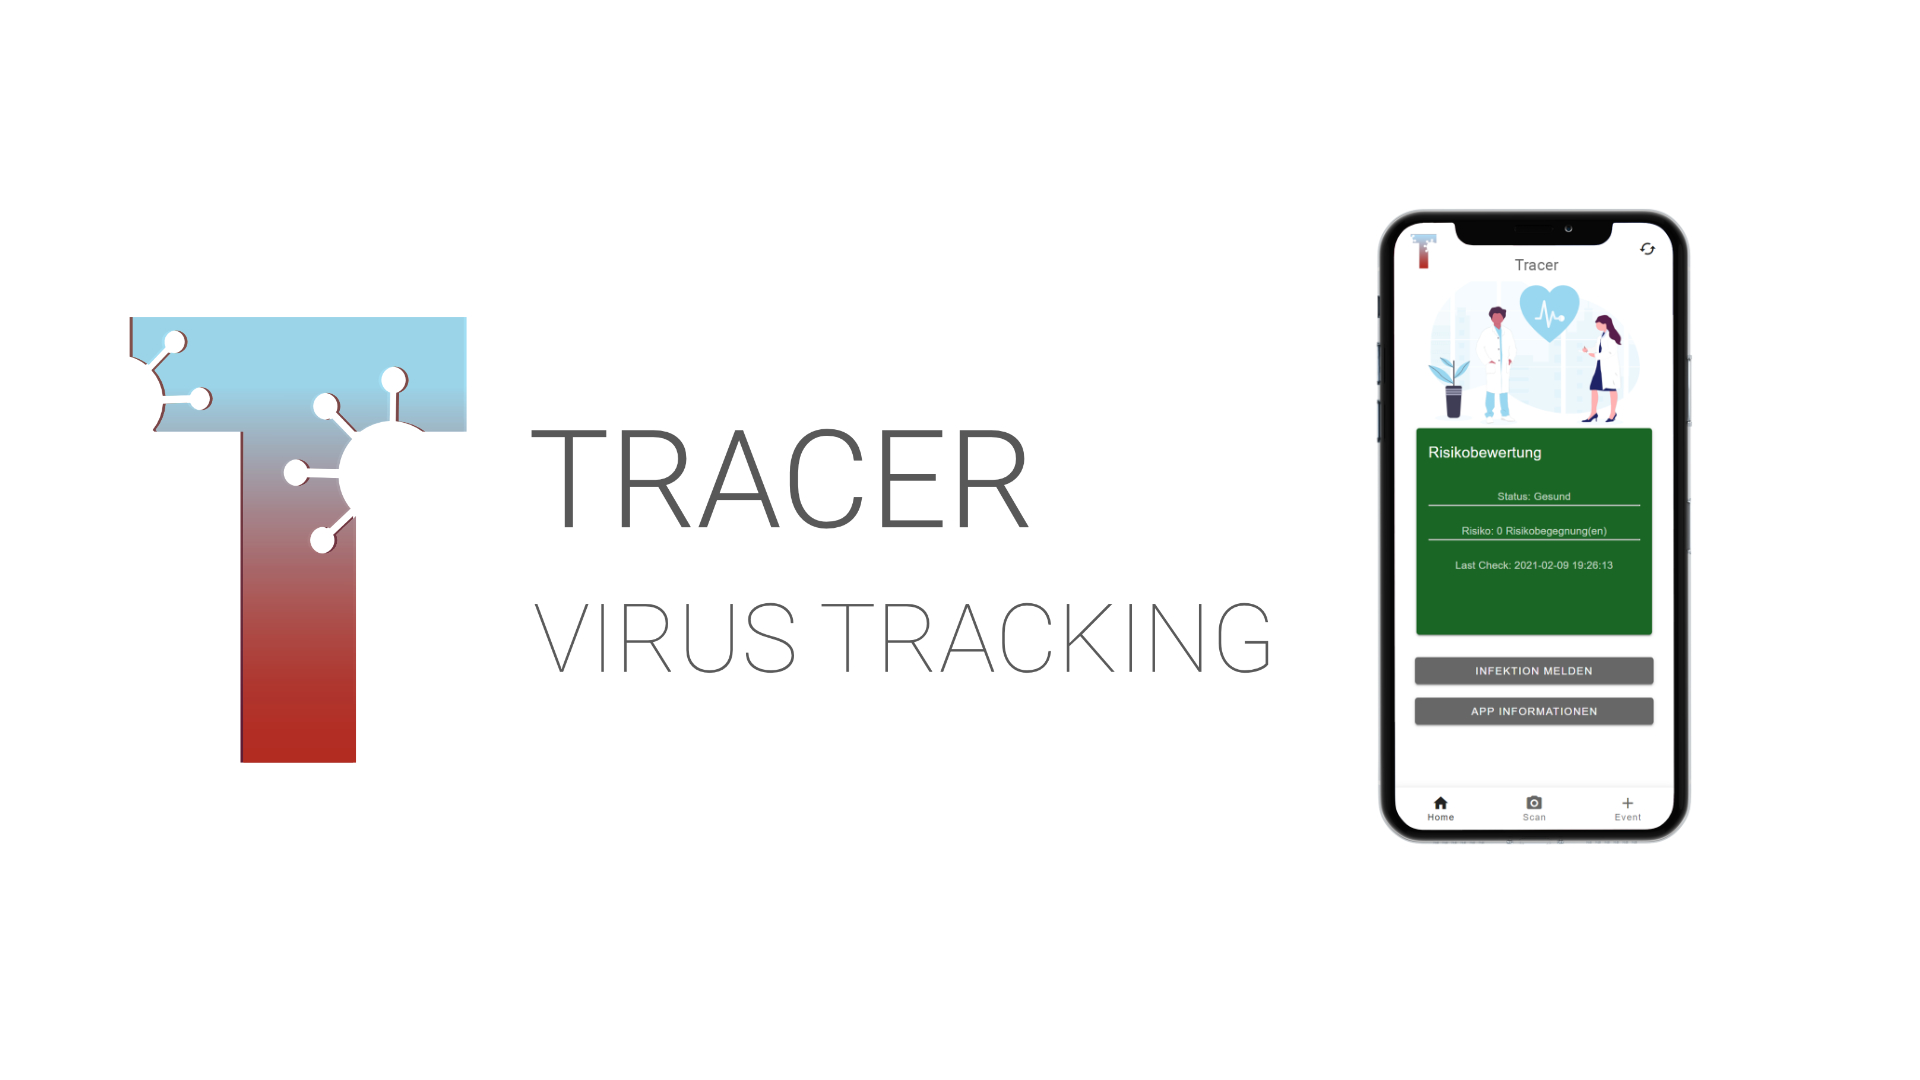 TRACER
VIRUS TRACKING
Tracer
Risikobewertung
Status: Gesund
Risiko: 0 Risikobegegnung(en)
Last Check: 2021-02-09 19:26:13
INFEKTION MELDEN
APP INFORMATIONEN
Home
Scan
Event